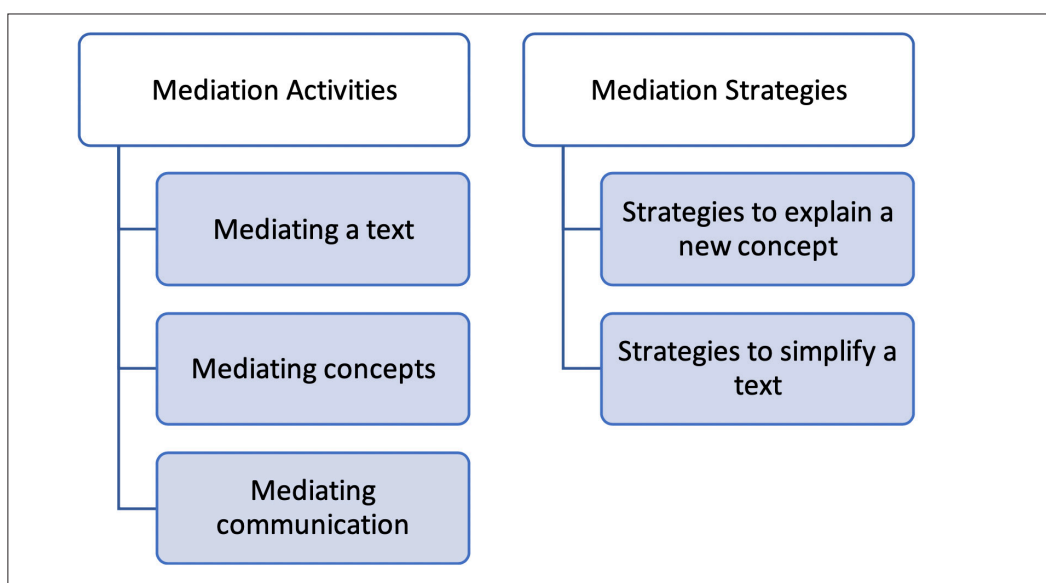 Mediation Activities
Mediating a text
Mediating concepts
Mediating
communication
Mediation Strategies
Strategies to explain a
new concept
Strategies to simplify a
text